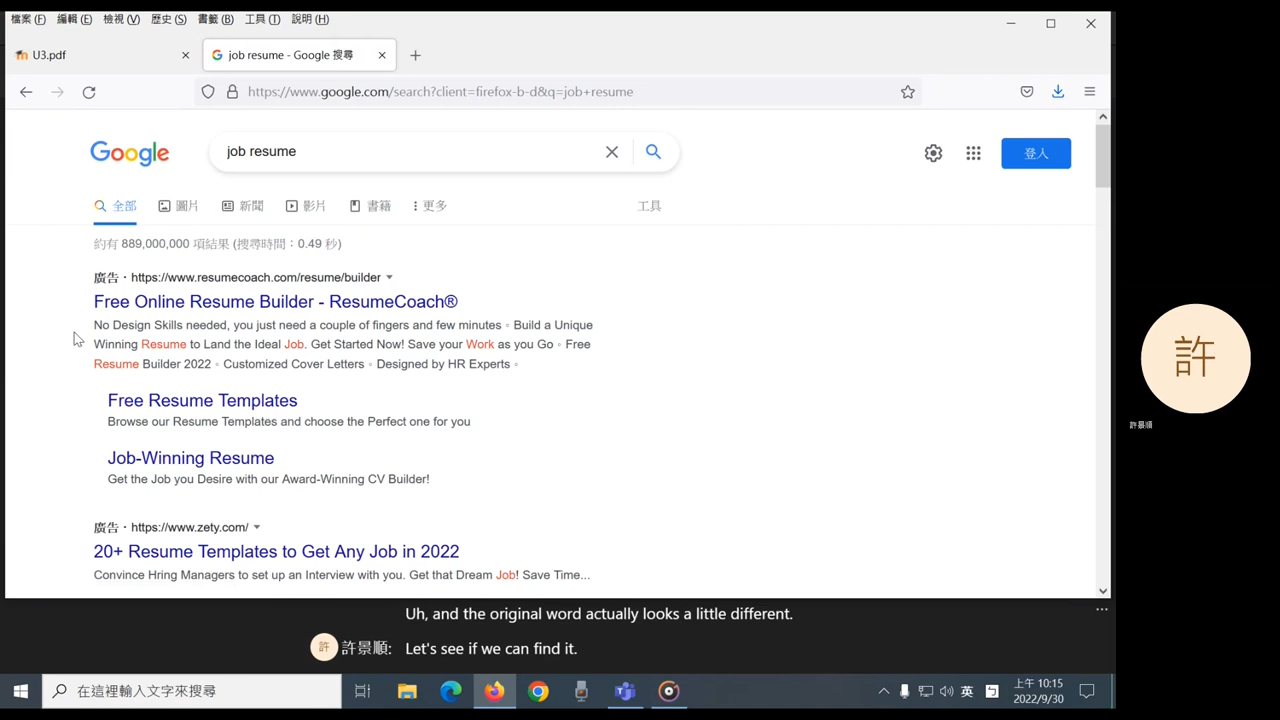 檔案 (F) 編輯 (E) 檢視 (V) 歷史 (S) 書籤 (B) 工具 (T) 說明 (H)
U3.pdf
job resume - Google 搜尋
https://www.google.com/search?client=firefox-b-d&q=job+resume
Google
job resume
登入
全部 圖片 新聞 影片 書籍 更多 工具
約有 889,000,000 項結果 (搜尋時間：0.49 秒)
廣告・https://www.resumecoach.com/resume/builder
Free Online Resume Builder - ResumeCoach®
No Design Skills needed, you just need a couple of fingers and few minutes ◦ Build a Unique
Winning Resume to Land the Ideal Job. Get Started Now! Save your Work as you Go ◦ Free
Resume Builder 2022 ◦ Customized Cover Letters ◦ Designed by HR Experts ◦
Free Resume Templates
Browse our Resume Templates and choose the Perfect one for you
Job-Winning Resume
Get the Job you Desire with our Award-Winning CV Builder!
廣告・https://www.zety.com/
20+ Resume Templates to Get Any Job in 2022
Convince Hring Managers to set up an Interview with you. Get that Dream Job! Save Time...
許
許景順
Uh, and the original word actually looks a little different.
許 許景順: Let's see if we can find it.
在這裡輸入文字來搜尋
英
上午 10:15
2022/9/30